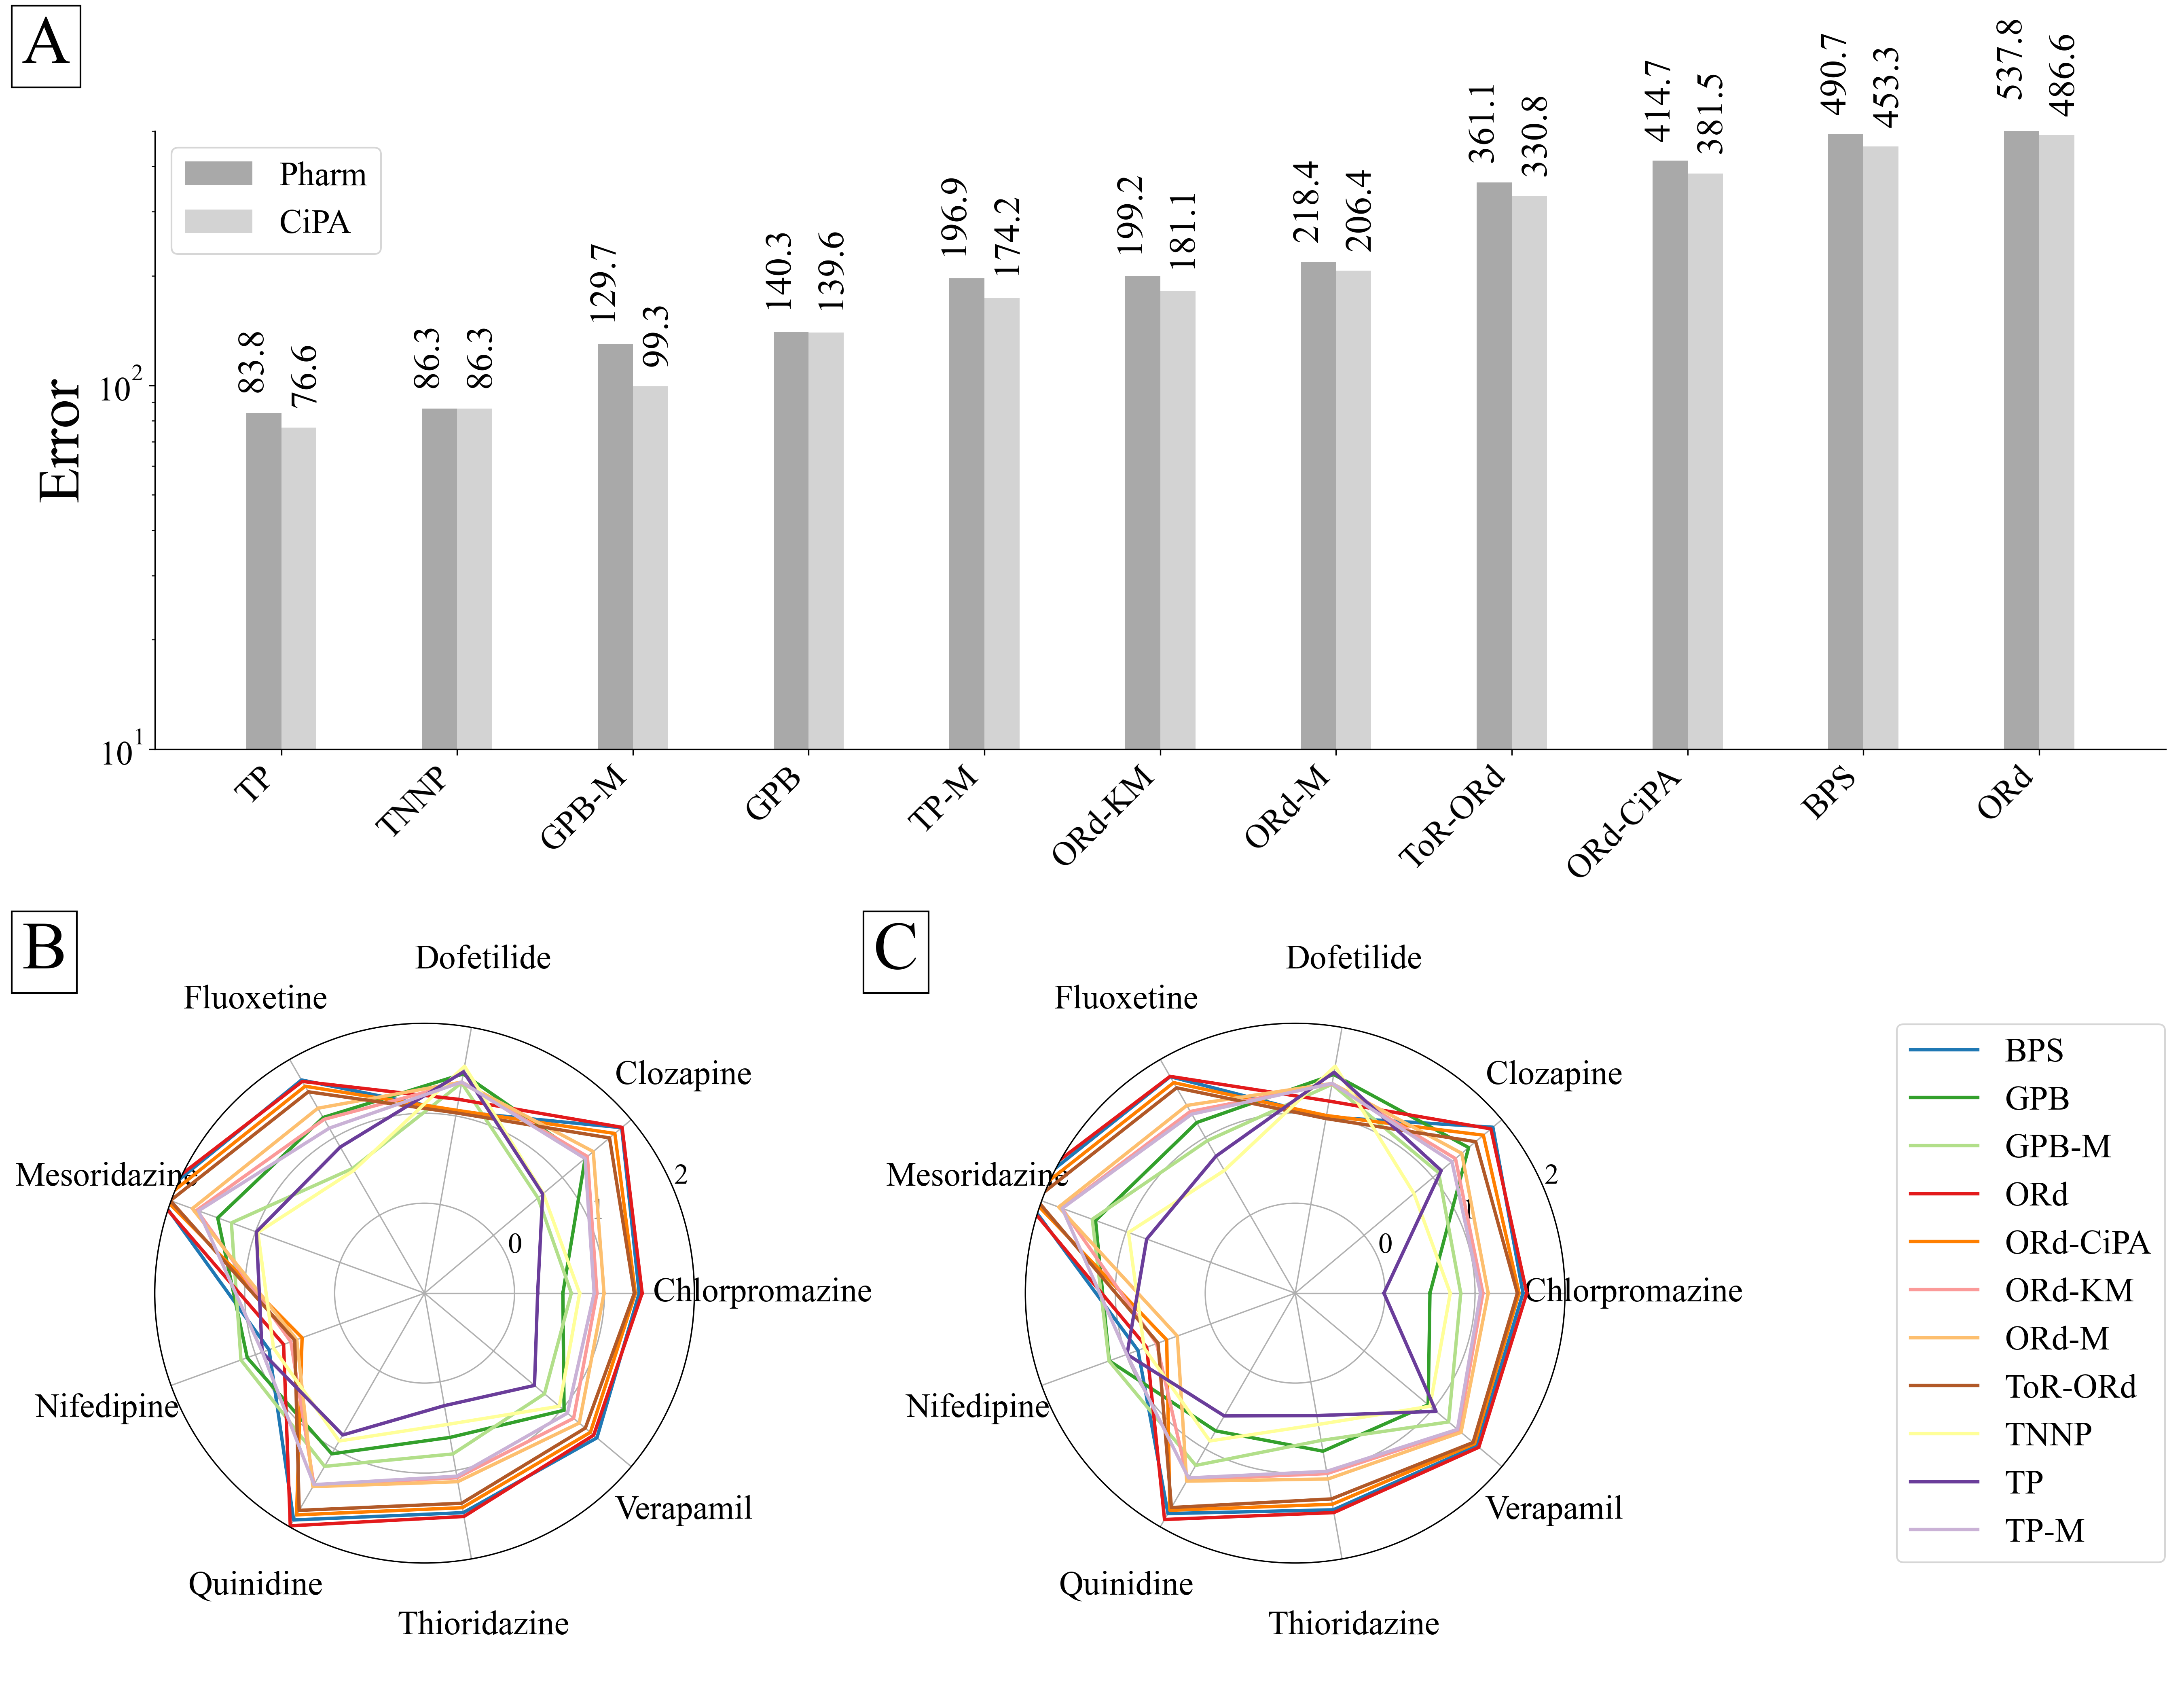 A
537.8
486.6
490.7
453.3
414.7
381.5
361.1
330.8
218.4
206.4
199.2
181.1
196.9
174.2
140.3
139.6
129.7
99.3
86.3
86.3
83.8
76.6
Pharm
CiPA
Error
10²
10¹
TP
TNNP
GPB-M
GPB
TP-M
ORd-KM
ORd-M
ToR-ORd
ORd-CiPA
BPS
ORd
B
Dofetilide
Fluoxetine
Clozapine
Mesoridazine
2
1
0
Chlorpromazine
Nifedipine
Verapamil
Quinidine
Thioridazine
C
Dofetilide
Fluoxetine
Clozapine
Mesoridazine
2
1
0
Chlorpromazine
Nifedipine
Verapamil
Quinidine
Thioridazine
BPS
GPB
GPB-M
ORd
ORd-CiPA
ORd-KM
ORd-M
ToR-ORd
TNNP
TP
TP-M